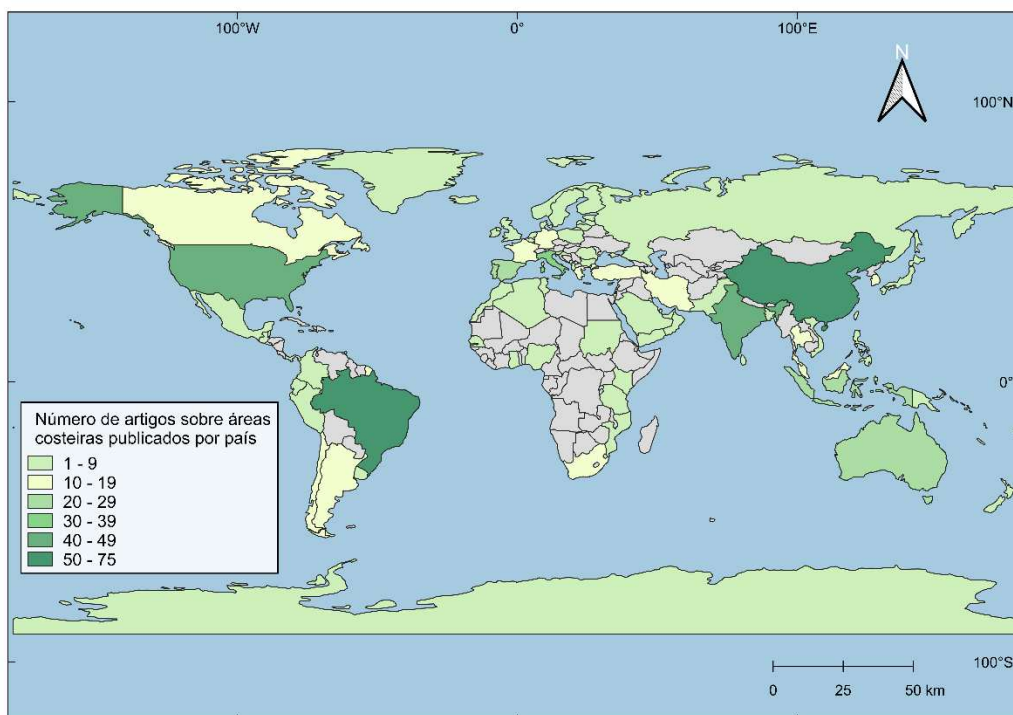 100°W 0° 100°E
N
100°N
0°
Número de artigos sobre áreas
costeiras publicados por país
1 - 9
10 - 19
20 - 29
30 - 39
40 - 49
50 - 75
100°S
0 25 50 km